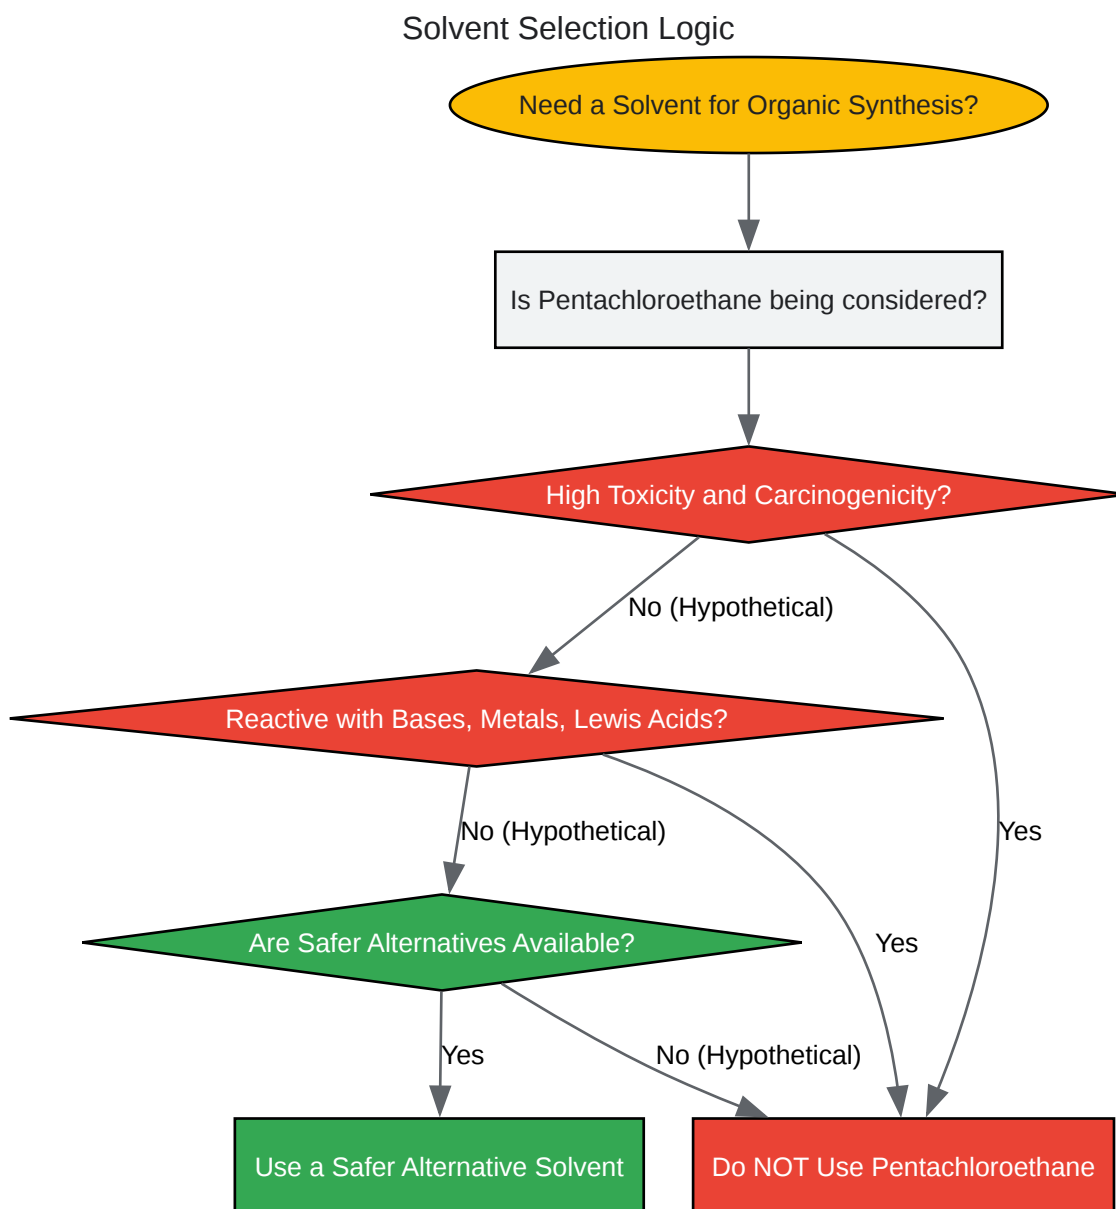 Solvent Selection Logic
Need a Solvent for Organic Synthesis?
Is Pentachloroethane being considered?
High Toxicity and Carcinogenicity?
No (Hypothetical)
Reactive with Bases, Metals, Lewis Acids?
No (Hypothetical)
Yes
Are Safer Alternatives Available?
Yes
Yes
No (Hypothetical)
Use a Safer Alternative Solvent
Do NOT Use Pentachloroethane